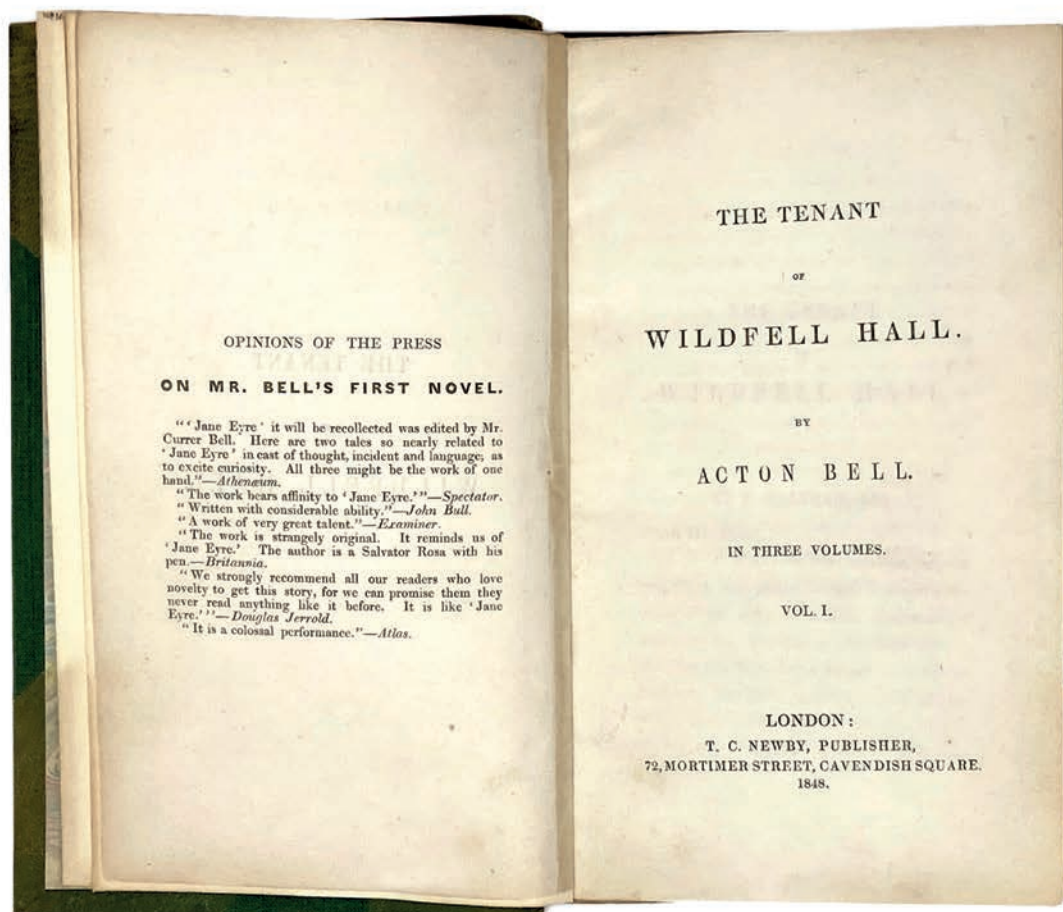 OPINIONS OF THE PRESS
ON MR. BELL'S FIRST NOVEL.
"'Jane Eyre' it will be recollected was edited by Mr.
Currer Bell. Here are two tales so nearly related to
'Jane Eyre' in cast of thought, incident and language, as
to excite curiosity. All three might be the work of one
hand."—Athenæum.
"The work bears affinity to 'Jane Eyre.'"—Spectator.
"Written with considerable ability."—John Bull.
"A work of very great talent."—Examiner.
"The work is strangely original. It reminds us of
'Jane Eyre.' The author is a Salvator Rosa with his
pen.—Britannia.
"We strongly recommend all our readers who love
novelty to get this story, for we can promise them they
never read anything like it before. It is like 'Jane
Eyre.'"—Douglas Jerrold.
"It is a colossal performance."—Atlas.
THE TENANT
OF
WILDFELL HALL.
BY
ACTON BELL.
IN THREE VOLUMES.
VOL. I.
LONDON:
T. C. NEWBY, PUBLISHER,
72, MORTIMER STREET, CAVENDISH SQUARE.
1848.